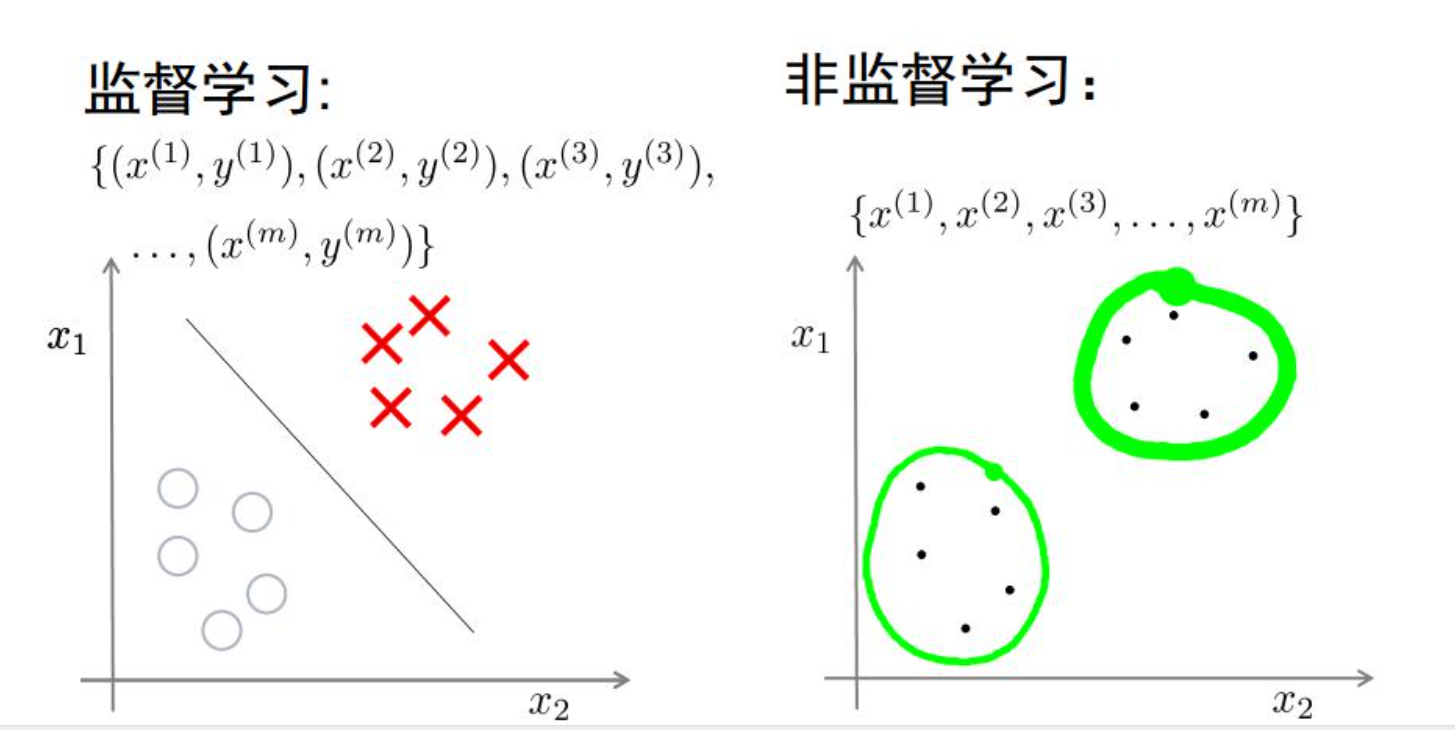 监督学习:
{(x^{(1)}, y^{(1)}), (x^{(2)}, y^{(2)}), (x^{(3)}, y^{(3)}),
…, (x^{(m)}, y^{(m)})}
x_1
x_2
非监督学习：
{x^{(1)}, x^{(2)}, x^{(3)}, …, x^{(m)}}
x_1
x_2